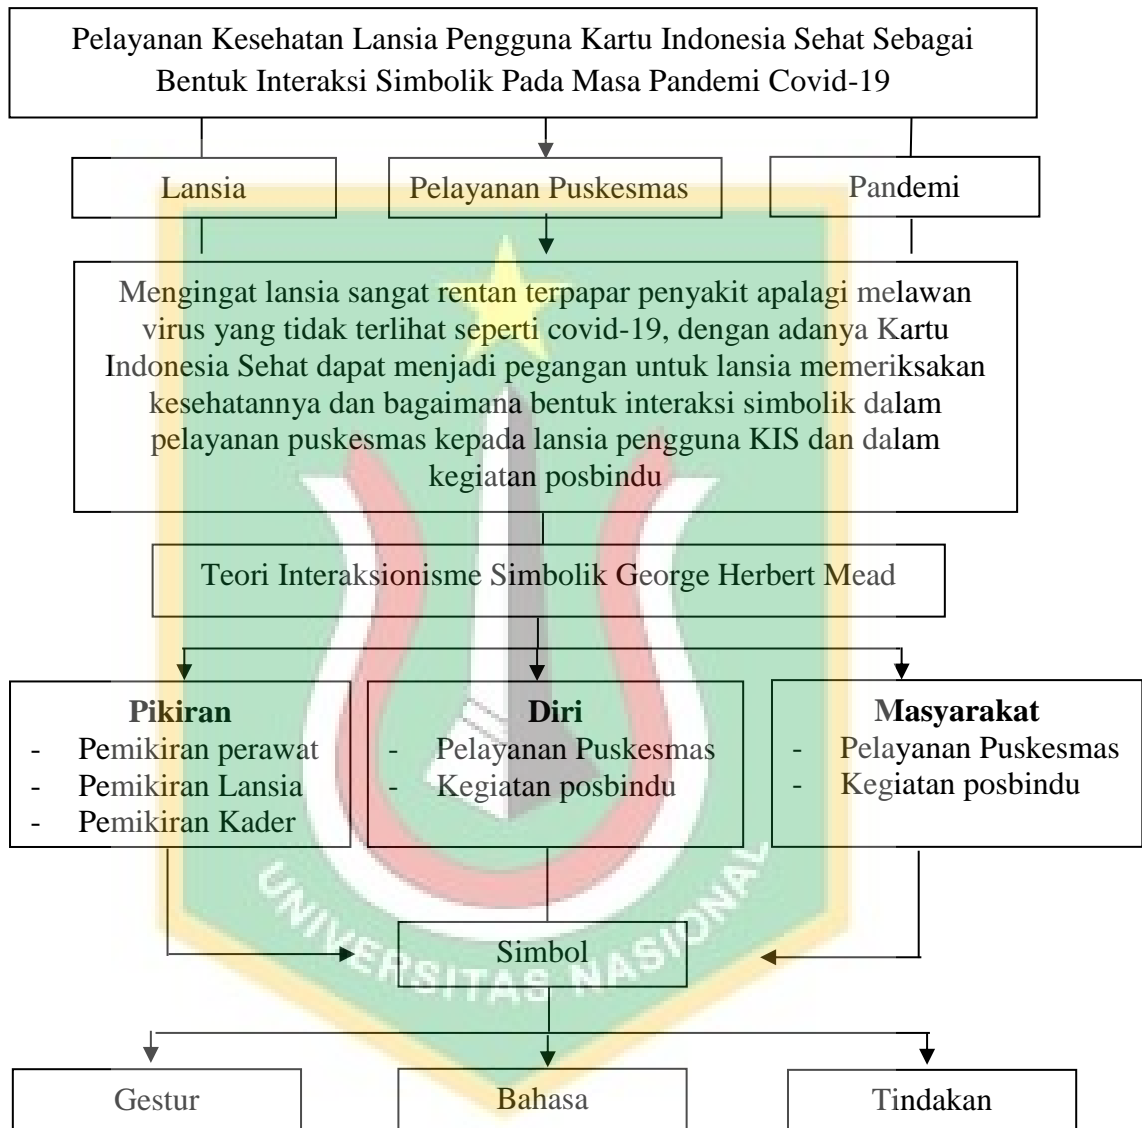 Pelayanan Kesehatan Lansia Pengguna Kartu Indonesia Sehat Sebagai
Bentuk Interaksi Simbolik Pada Masa Pandemi Covid-19
Lansia
Pelayanan Puskesmas
Pandemi
Mengingat lansia sangat rentan terpapar penyakit apalagi melawan
virus yang tidak terlihat seperti covid-19, dengan adanya Kartu
Indonesia Sehat dapat menjadi pegangan untuk lansia memeriksakan
kesehatannya dan bagaimana bentuk interaksi simbolik dalam
pelayanan puskesmas kepada lansia pengguna KIS dan dalam
kegiatan posbindu
Teori Interaksionisme Simbolik George Herbert Mead
Pikiran
- Pemikiran perawat
- Pemikiran Lansia
- Pemikiran Kader
Diri
- Pelayanan Puskesmas
- Kegiatan posbindu
Masyarakat
- Pelayanan Puskesmas
- Kegiatan posbindu
Simbol
UNIVERSITAS NASIONAL
Gestur
Bahasa
Tindakan